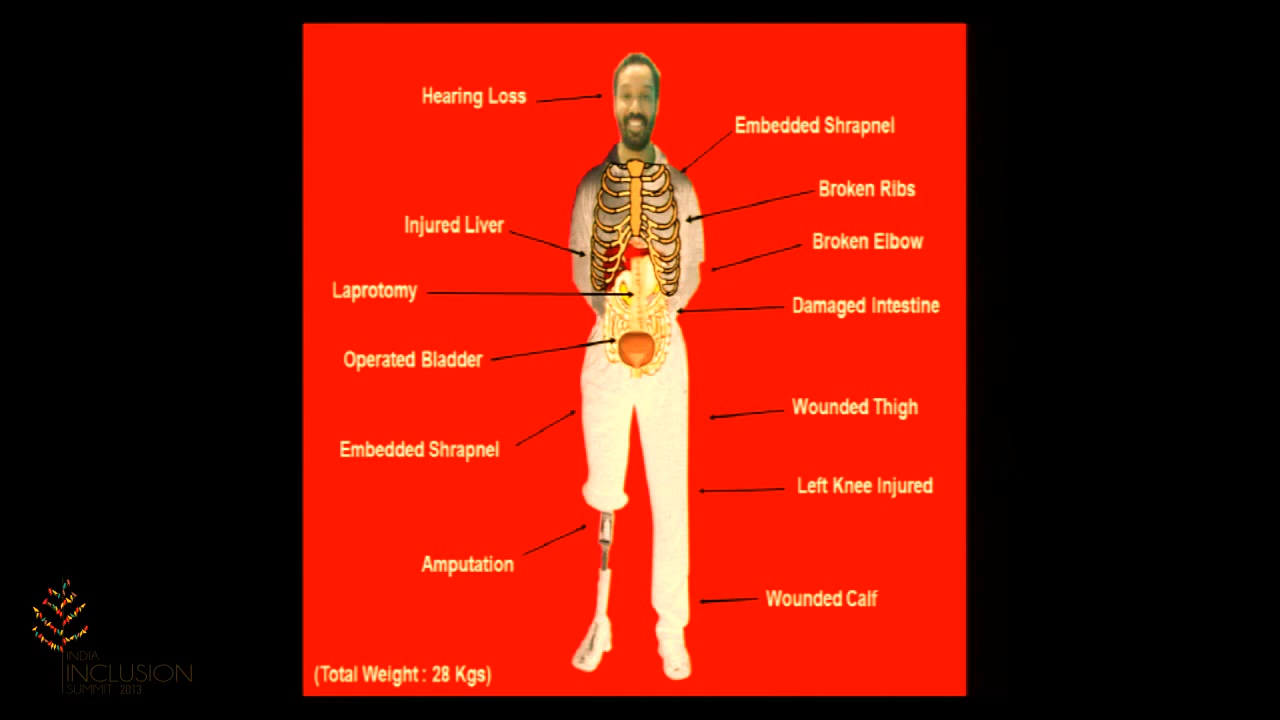 Hearing Loss
Embedded Shrapnel
Broken Ribs
Injured Liver
Broken Elbow
Laprotomy
Damaged Intestine
Operated Bladder
Wounded Thigh
Embedded Shrapnel
Left Knee Injured
Amputation
Wounded Calf
(Total Weight : 28 Kgs)
INDIA
INCLUSION
SUMMIT 2013